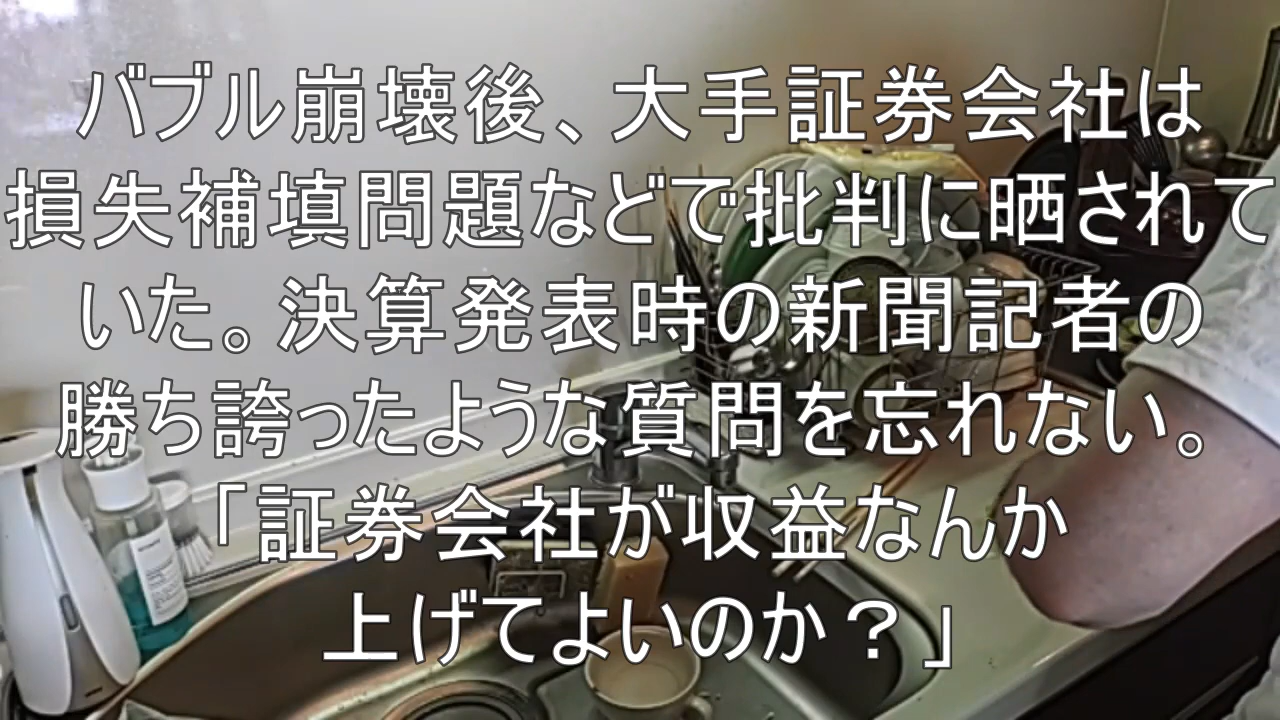 バブル崩壊後、大手証券会社は
損失補填問題などで批判に晒されて
いた。決算発表時の新聞記者の
勝ち誇ったような質問を忘れない。
「証券会社が収益なんか
上げてよいのか？」